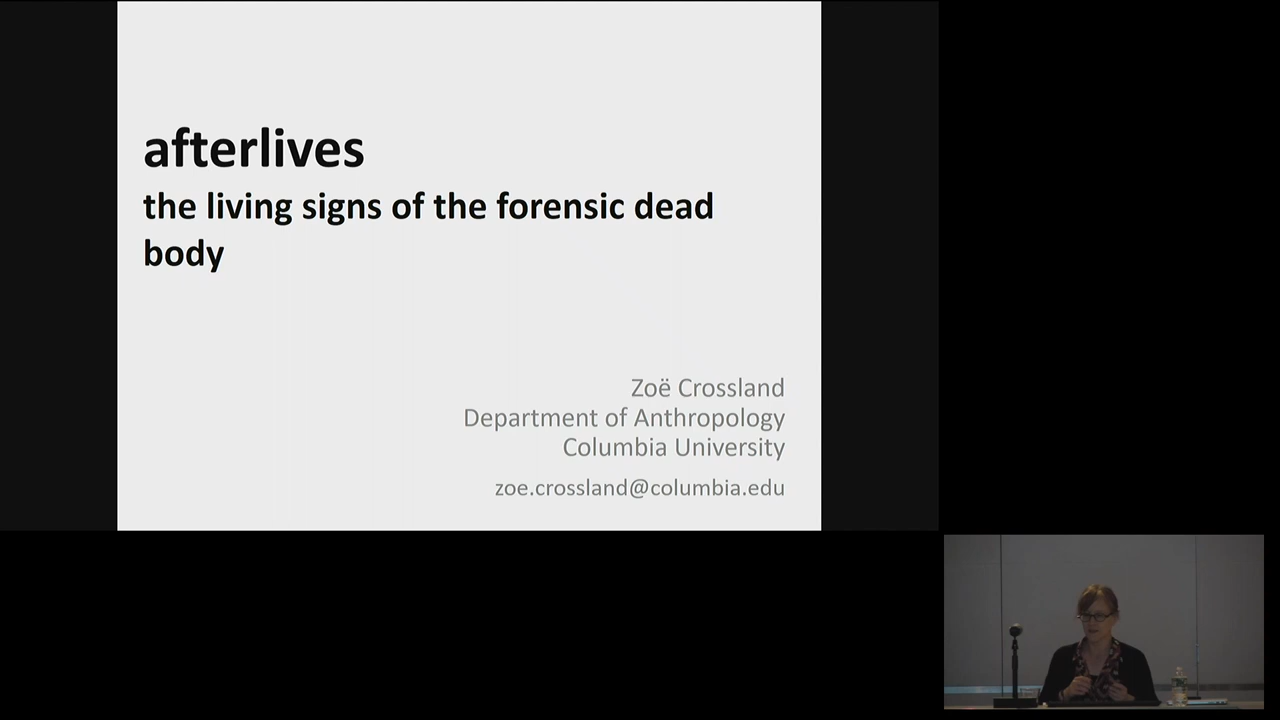 afterlives
the living signs of the forensic dead
body
Zoë Crossland
Department of Anthropology
Columbia University
zoe.crossland@columbia.edu